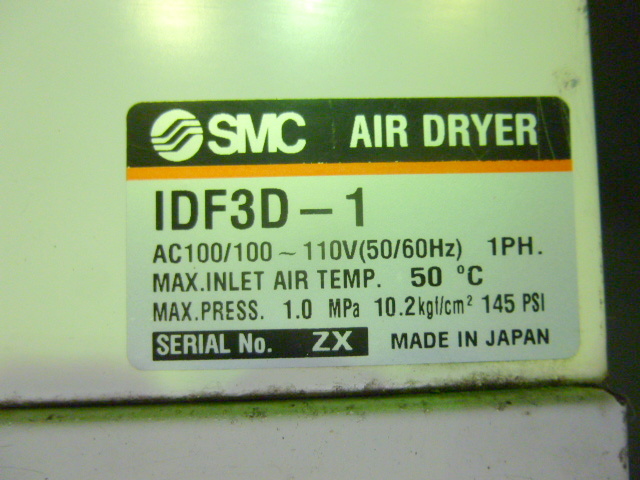 SMC AIR DRYER
IDF3D-1
AC100/100~110V(50/60Hz) 1PH.
MAX.INLET AIR TEMP. 50 °C
MAX.PRESS. 1.0 MPa 10.2kgf/cm² 145 PSI
SERIAL No. ZX MADE IN JAPAN